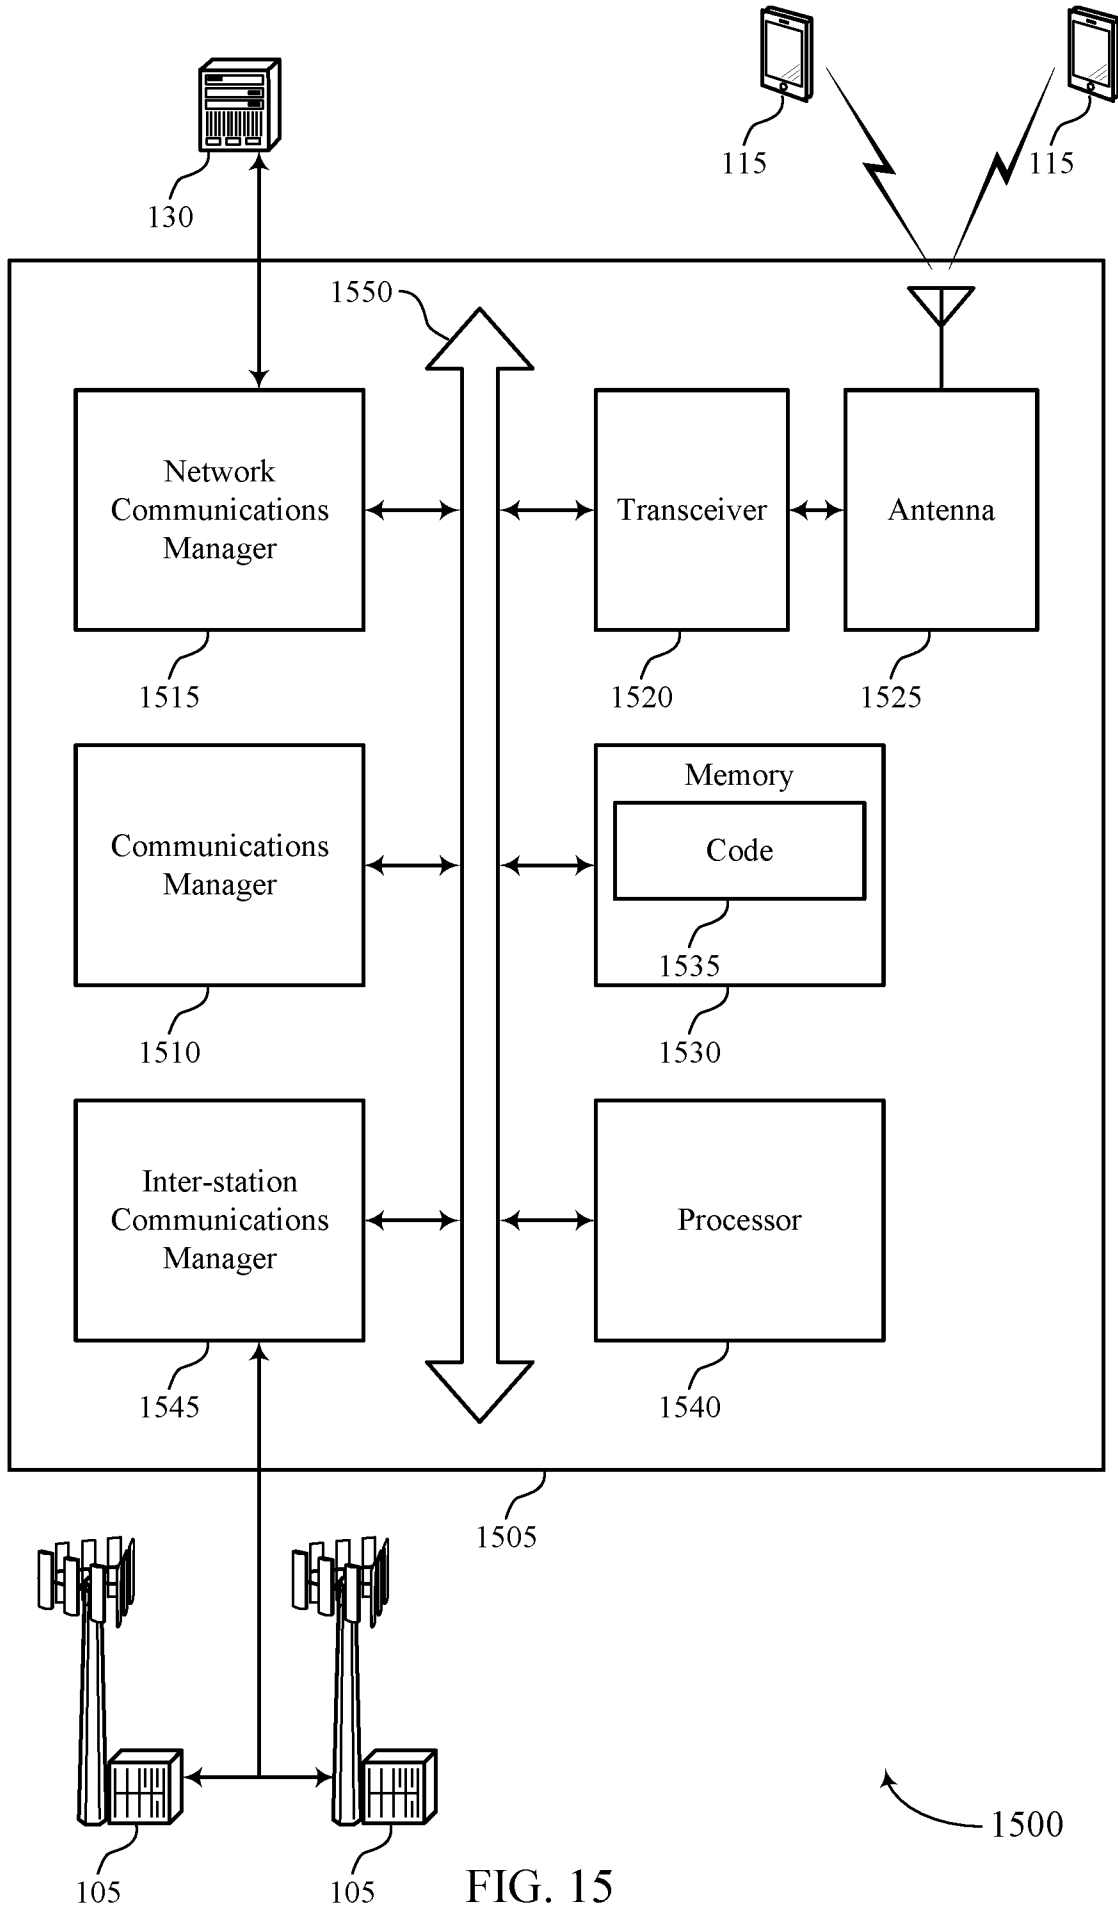 115
115
130
1550
Network
Communications
Manager
Transceiver
Antenna
1515
1520
1525
Communications
Manager
Memory
Code
1535
1510
1530
Inter-station
Communications
Manager
Processor
1545
1540
1505
1500
105
105
FIG. 15